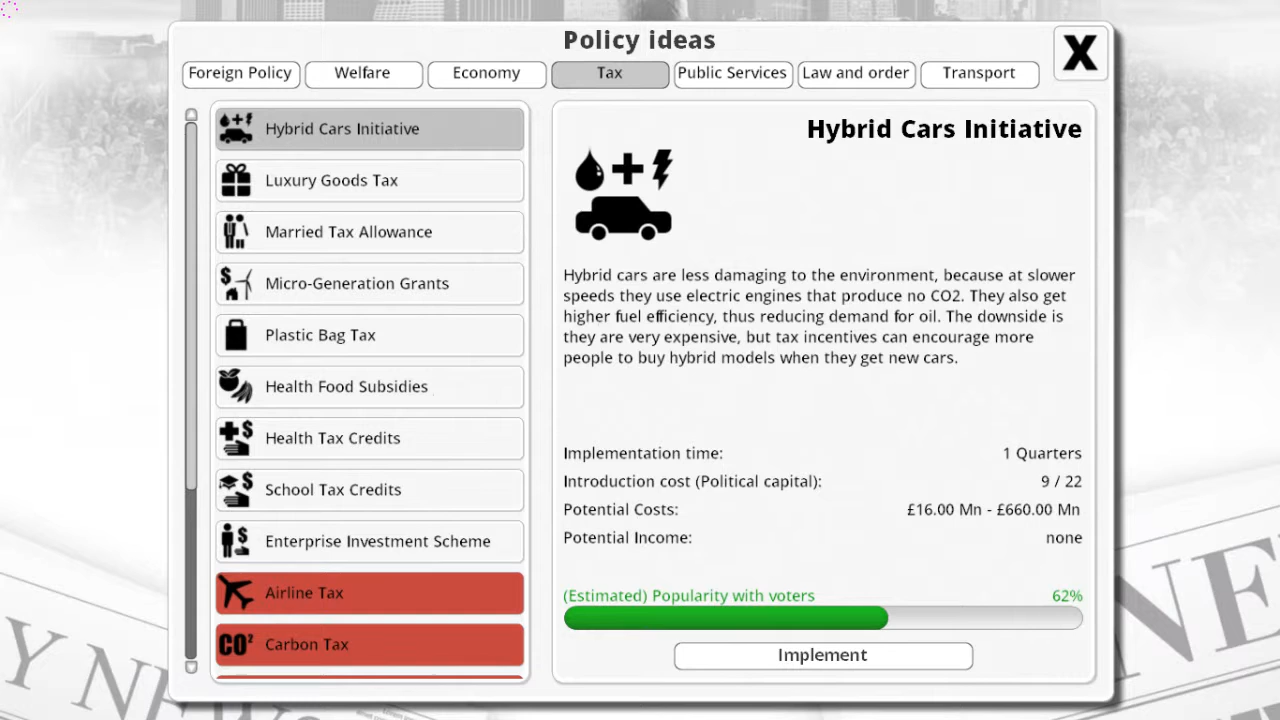 Policy ideas
X
Foreign Policy
Welfare
Economy
Tax
Public Services
Law and order
Transport
Hybrid Cars Initiative
Luxury Goods Tax
Married Tax Allowance
Micro-Generation Grants
Plastic Bag Tax
Health Food Subsidies
Health Tax Credits
School Tax Credits
Enterprise Investment Scheme
Airline Tax
CO² Carbon Tax
Hybrid Cars Initiative
Hybrid cars are less damaging to the environment, because at slower
speeds they use electric engines that produce no CO2. They also get
higher fuel efficiency, thus reducing demand for oil. The downside is
they are very expensive, but tax incentives can encourage more
people to buy hybrid models when they get new cars.
Implementation time: 1 Quarters
Introduction cost (Political capital): 9 / 22
Potential Costs: £16.00 Mn - £660.00 Mn
Potential Income: none
(Estimated) Popularity with voters 62%
Implement